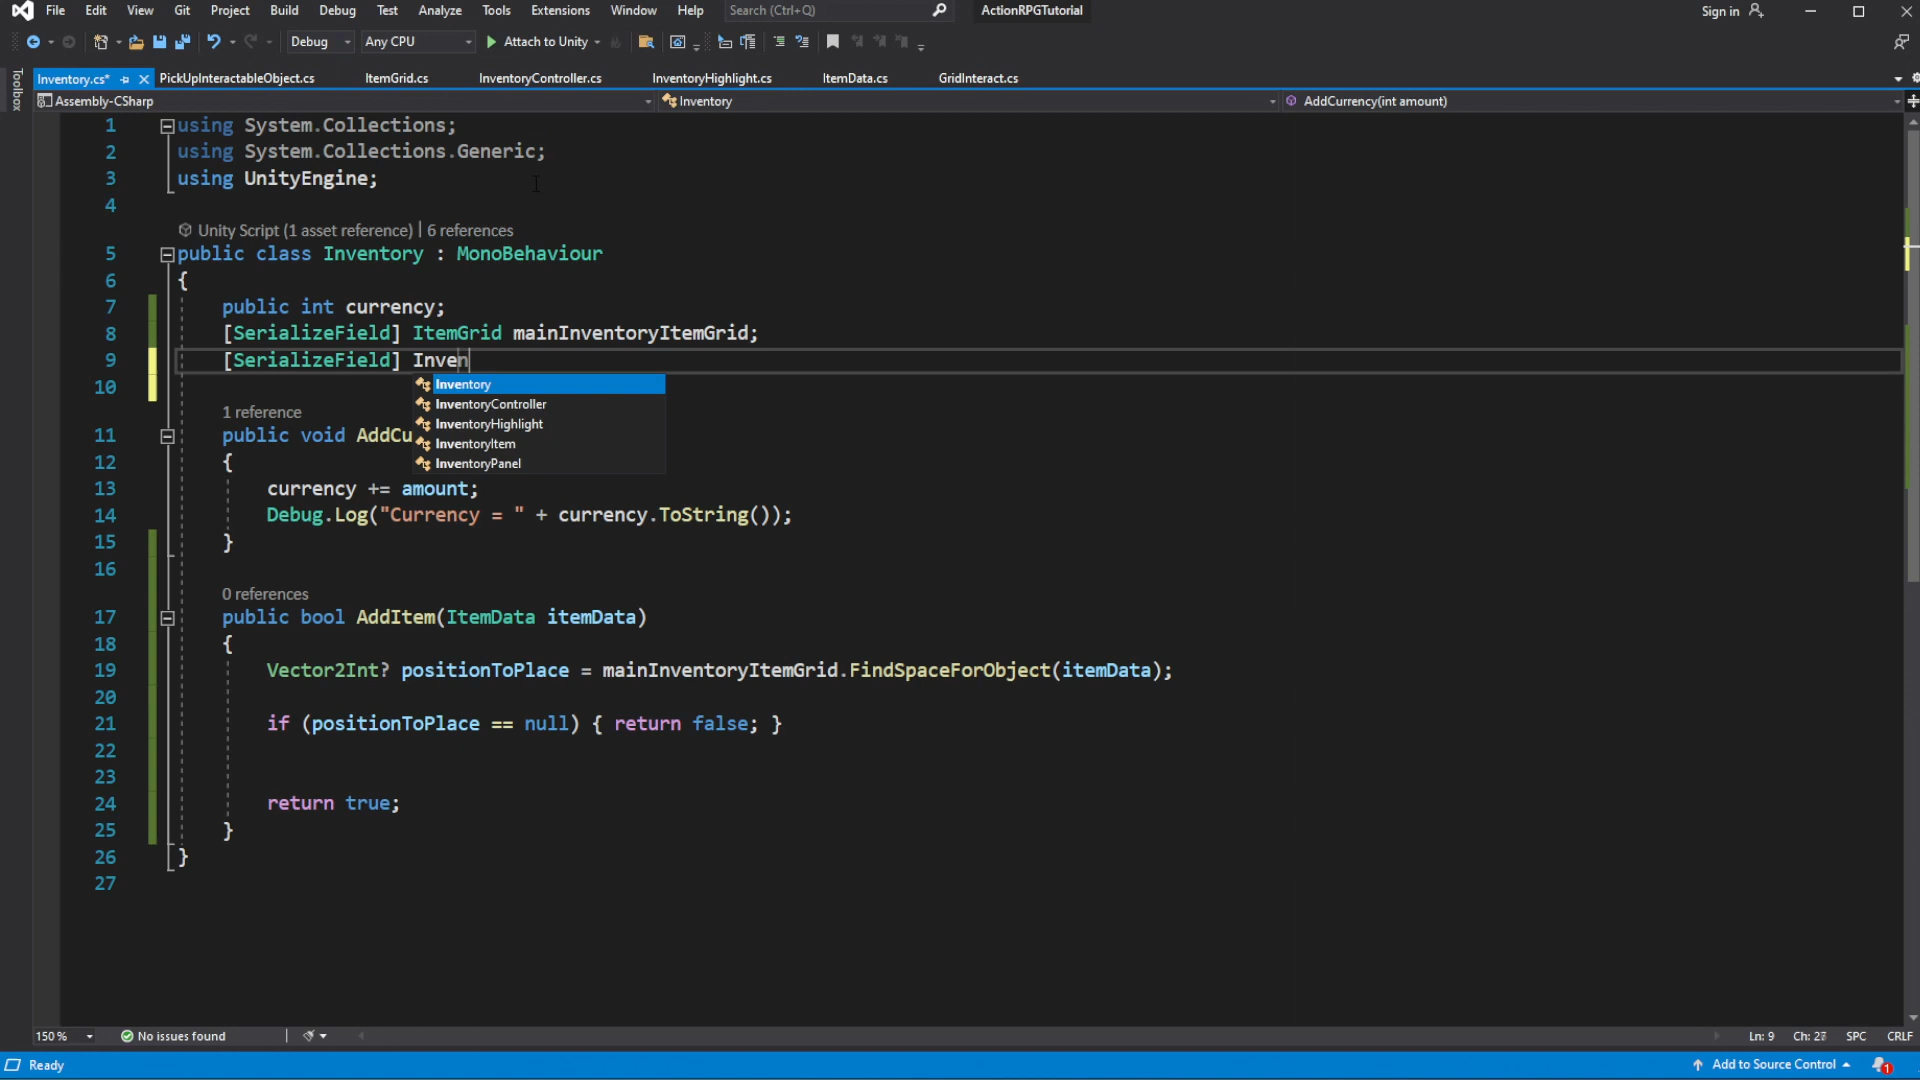 File Edit View Git Project Build Debug Test Analyze Tools Extensions Window Help Search (Ctrl+Q) ActionRPGTutorial Sign in
Debug Any CPU Attach to Unity
Toolbox
Inventory.cs* PickUpInteractableObject.cs ItemGrid.cs InventoryController.cs InventoryHighlight.cs ItemData.cs GridInteract.cs
Assembly-CSharp Inventory AddCurrency(int amount)
1 using System.Collections;
2 using System.Collections.Generic;
3 using UnityEngine;
4
Unity Script (1 asset reference) | 6 references
5 public class Inventory : MonoBehaviour
6 {
7 public int currency;
8 [SerializeField] ItemGrid mainInventoryItemGrid;
9 [SerializeField] Inven
10
Inventory
InventoryController
InventoryHighlight
InventoryItem
InventoryPanel
1 reference
11 public void AddCu
12 {
13 currency += amount;
14 Debug.Log("Currency = " + currency.ToString());
15 }
16
0 references
17 public bool AddItem(ItemData itemData)
18 {
19 Vector2Int? positionToPlace = mainInventoryItemGrid.FindSpaceForObject(itemData);
20
21 if (positionToPlace == null) { return false; }
22
23
24 return true;
25 }
26 }
27
150 % No issues found Ln: 9 Ch: 26 SPC CRLF
Ready Add to Source Control 1